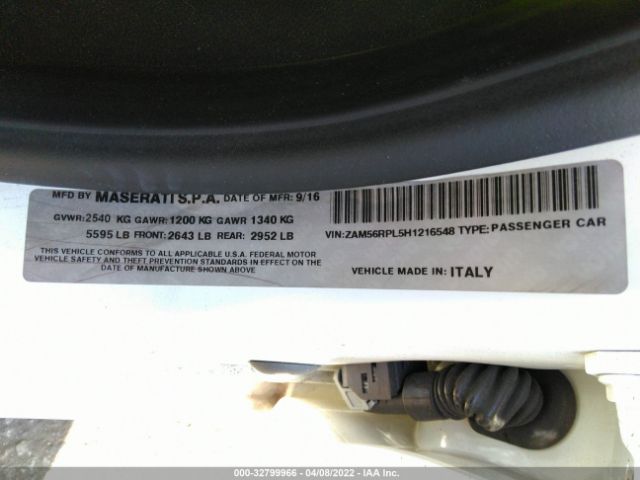 MFD BY MASERATI S.P.A. DATE OF MFR: 9/16
GVWR:2540 KG GAWR:1200 KG GAWR 1340 KG
5595 LB FRONT: 2643 LB REAR: 2952 LB
THIS VEHICLE CONFORMS TO ALL APPLICABLE U.S.A. FEDERAL MOTOR
VEHICLE SAFETY AND THEFT PREVENTION STANDARDS IN EFFECT ON THE
DATE OF MANUFACTURE SHOWN ABOVE
VIN:ZAM56RPL5H1216548 TYPE:PASSENGER CAR
VEHICLE MADE IN: ITALY
000-32799966 - 04/08/2022 - IAA Inc.